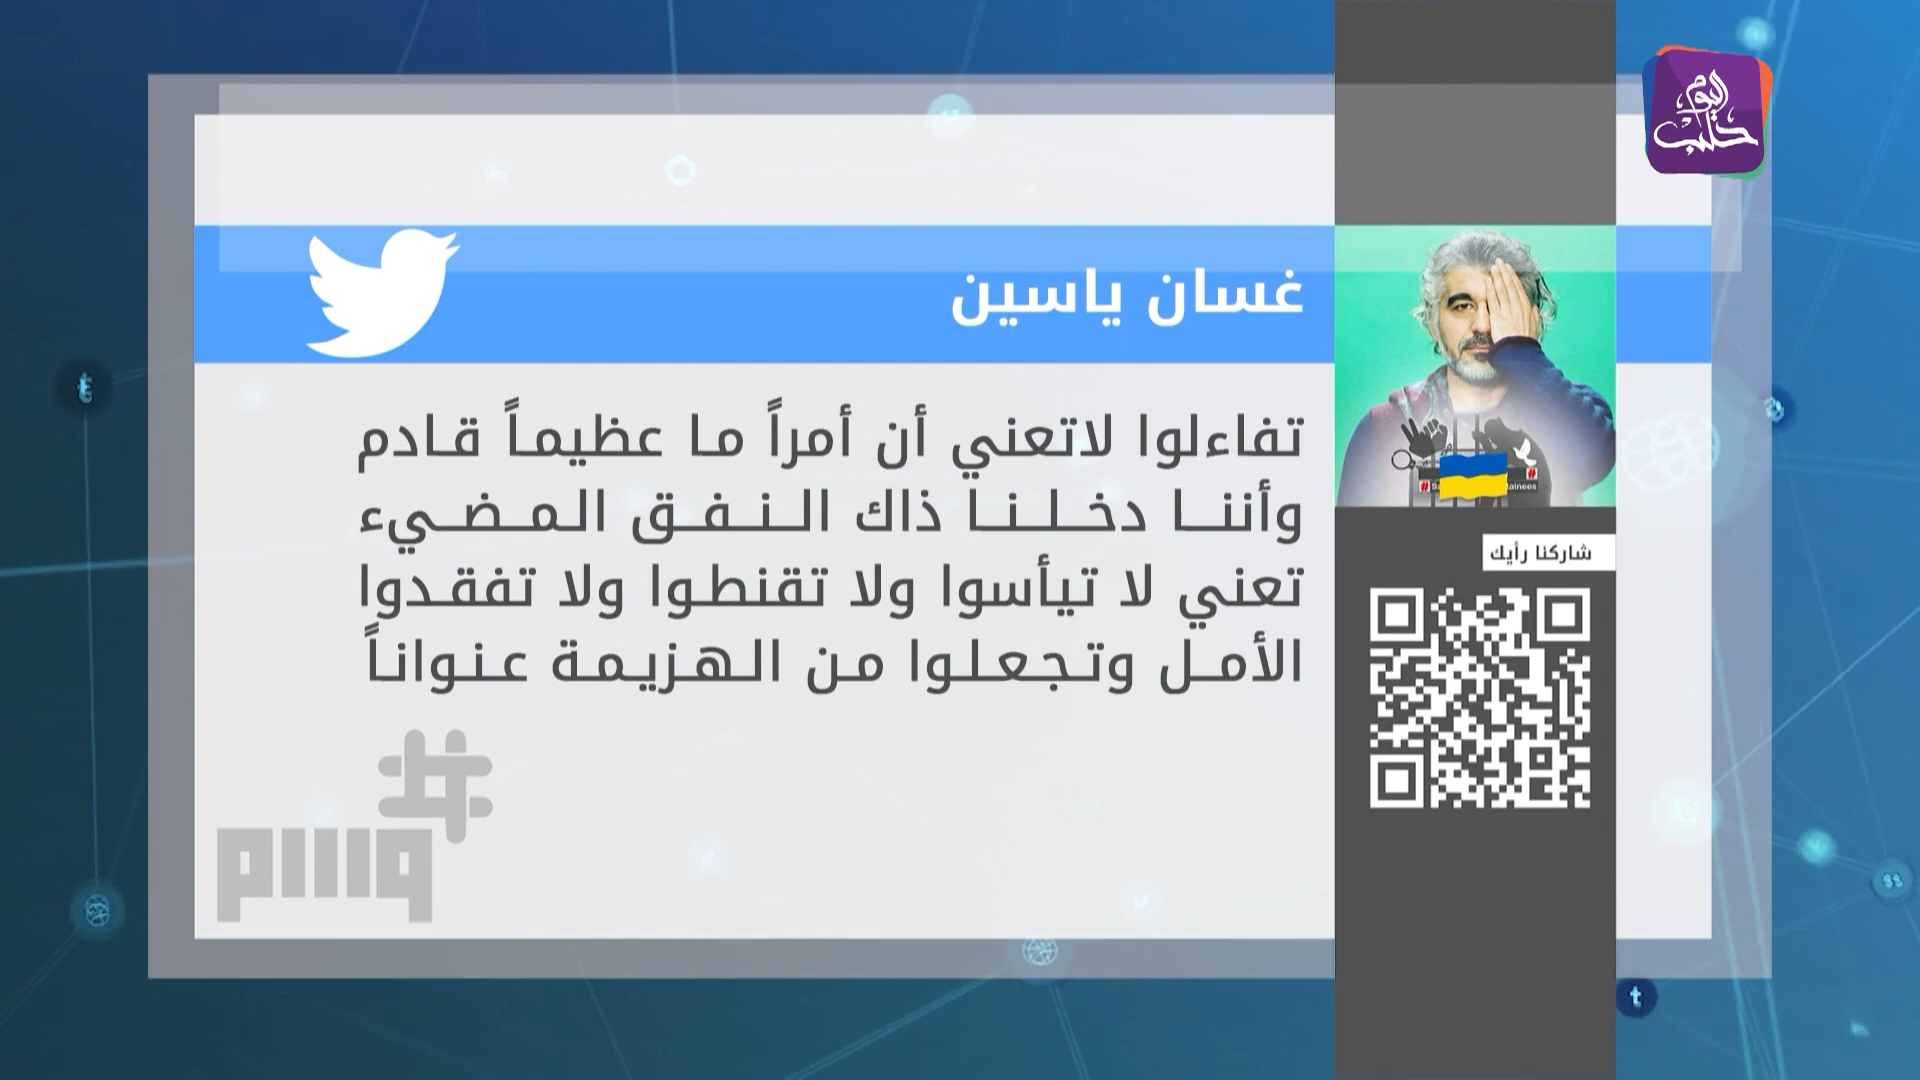 حلب اليوم
غسان ياسين
تفاءلوا لاتعني أن أمراً ما عظيماً قادم
وأننا دخلنا ذاك النفق المضيء
تعني لا تيأسوا ولا تقنطوا ولا تفقدوا
الأمل وتجعلوا من الهزيمة عنواناً
شاركنا رأيك
# وسم